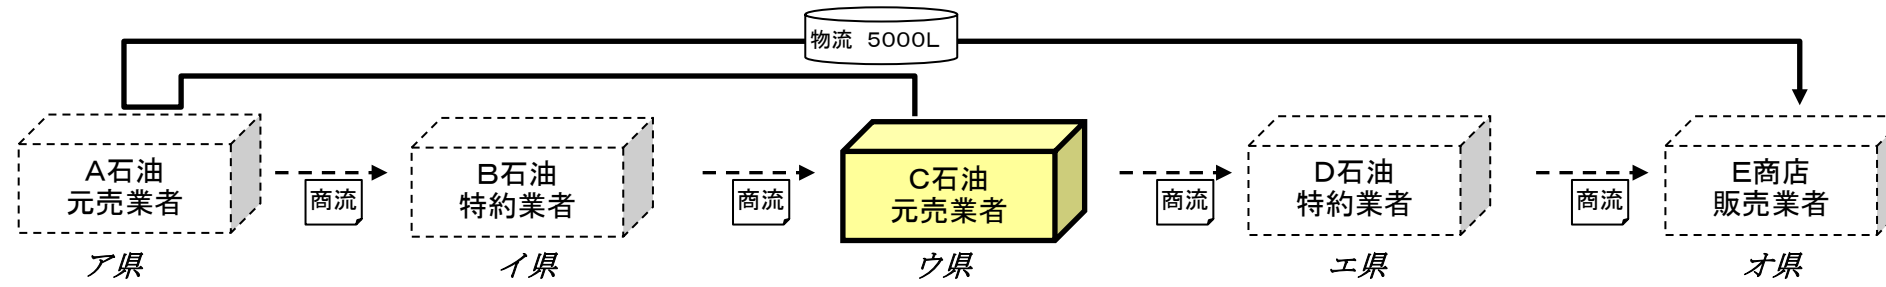 物流　5000L
A石油
元売業者
商流
B石油
特約業者
商流
C石油
元売業者
商流
D石油
特約業者
商流
E商店
販売業者
ア県
イ県
ウ県
エ県
オ県